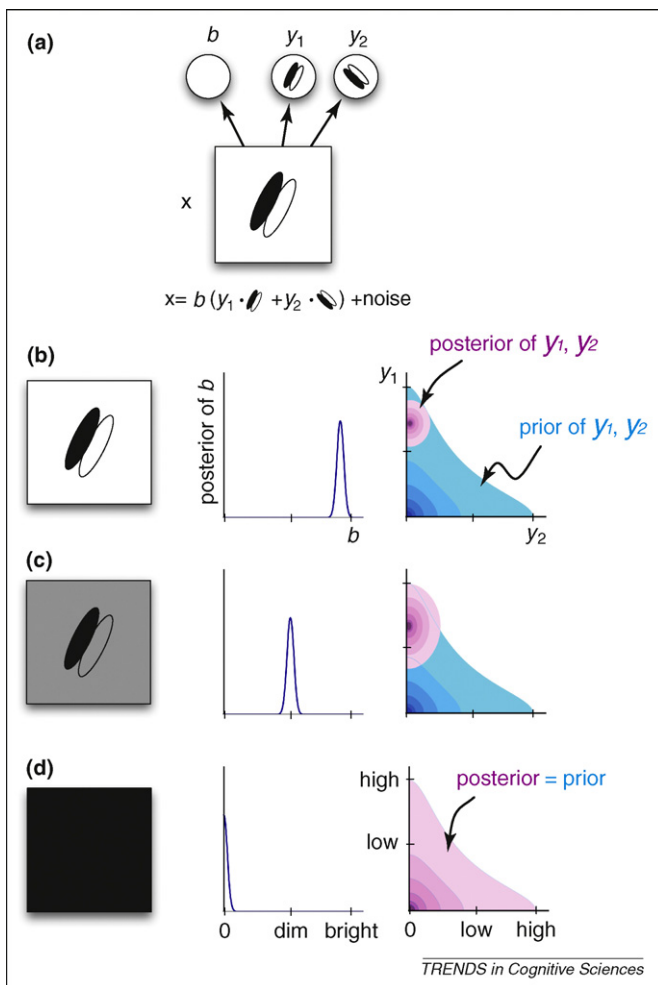 (a)
b y₁ y₂
x
x= b (y₁ · + y₂ · ) +noise
(b)
posterior of b
b
y₁
posterior of y₁, y₂
prior of y₁, y₂
y₂
(c)
(d)
0 dim bright
high
low
posterior = prior
0 low high
TRENDS in Cognitive Sciences